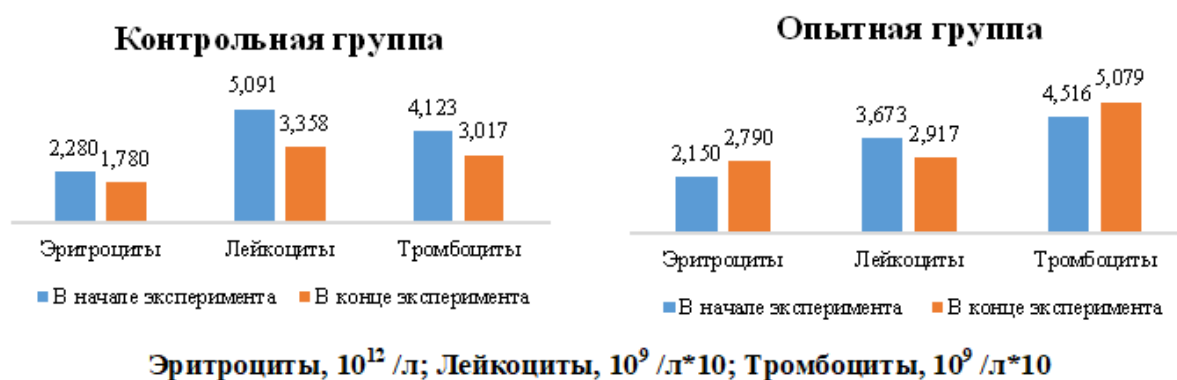 Контрольная группа
5,091
4,123
3,358
3,017
2,280
1,780
Эритроциты Лейкоциты Тромбоциты
В начале эксперимента В конце эксперимента
Опытная группа
5,079
4,516
3,673
2,790
2,917
2,150
Эритроциты Лейкоциты Тромбоциты
В начале эксперимента В конце эксперимента
Эритроциты, 10¹² /л; Лейкоциты, 10⁹ /л*10; Тромбоциты, 10⁹ /л*10